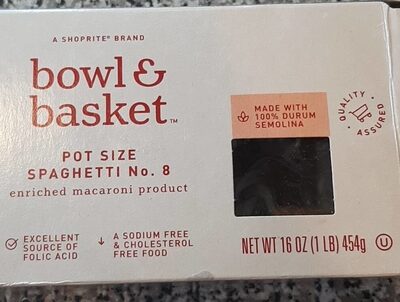 A SHOPRITE® BRAND
bowl &
basket™
POT SIZE
SPAGHETTI No. 8
enriched macaroni product
MADE WITH
100% DURUM
SEMOLINA
QUALITY
ASSURED
EXCELLENT
SOURCE OF
FOLIC ACID
A SODIUM FREE
& CHOLESTEROL
FREE FOOD
NET WT 16 OZ (1 LB) 454g
U